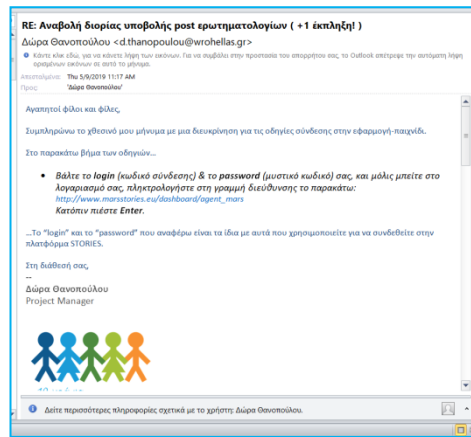 RE: Αναβολή διορίας υποβολής post ερωτηματολογίων ( +1 έκπληξη! )
Δώρα Θανοπούλου <d.thanopoulou@wrohellas.gr>
Κάντε κλικ εδώ, για να κάνετε λήψη των εικόνων. Για να συμβάλει στην προστασία του απορρήτου σας, το Outlook απέτρεψε την αυτόματη λήψη
ορισμένων εικόνων σε αυτό το μήνυμα.
Απεσταλμένα: Thu 5/9/2019 11:17 AM
Προς: 'Δώρα Θανοπούλου'
Αγαπητοί φίλοι και φίλες,
Συμπληρώνω το χθεσινό μου μήνυμα με μια διευκρίνηση για τις οδηγίες σύνδεσης στην εφαρμογή-παιχνίδι.
Στο παρακάτω βήμα των οδηγιών...
• Βάλτε το login (κωδικό σύνδεσης) & το password (μυστικό κωδικό) σας, και μόλις μπείτε στο
λογαριασμό σας, πληκτρολογήστε στη γραμμή διεύθυνσης το παρακάτω:
http://www.marsstories.eu/dashboard/agent_mars
Κατόπιν πιέστε Enter.
...Το "login" και το "password" που αναφέρω είναι τα ίδια με αυτά που χρησιμοποιείτε για να συνδεθείτε στην
πλατφόρμα STORIES.
Στη διάθεσή σας,
--
Δώρα Θανοπούλου
Project Manager
Δείτε περισσότερες πληροφορίες σχετικά με το χρήστη: Δώρα Θανοπούλου.